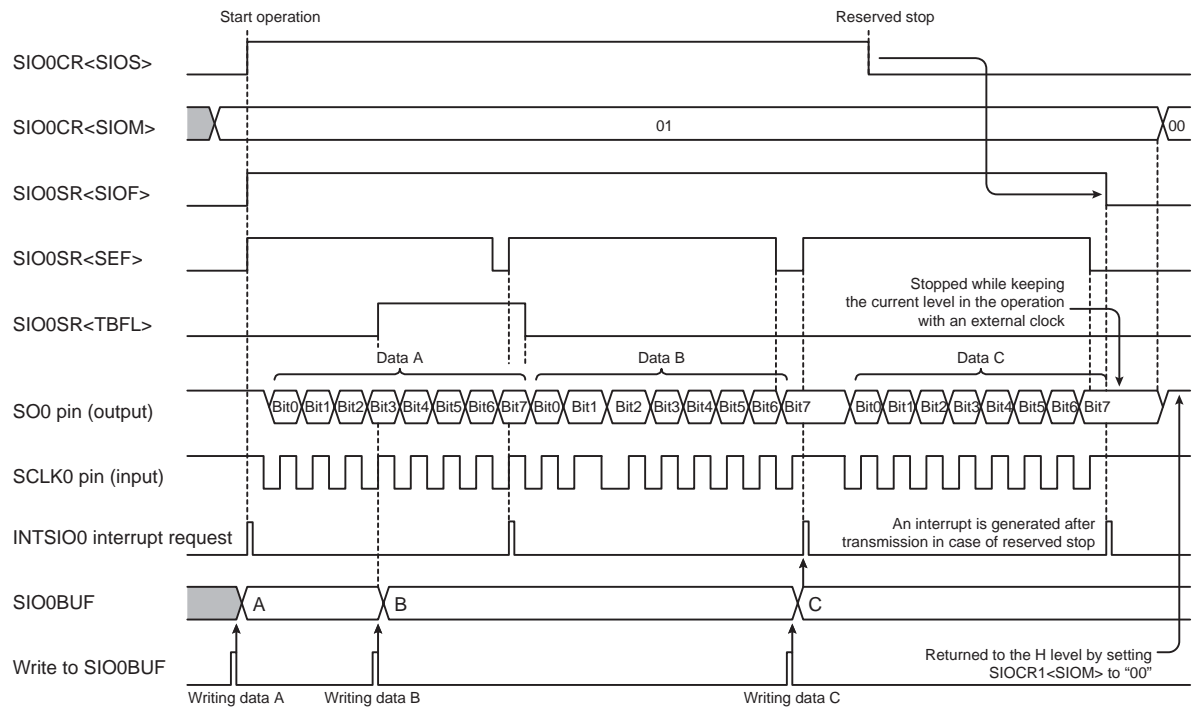 Start operation
Reserved stop
SIO0CR<SIOS>
SIO0CR<SIOM>
01
00
SIO0SR<SIOF>
SIO0SR<SEF>
Stopped while keeping
the current level in the operation
with an external clock
SIO0SR<TBFL>
Data A
Data B
Data C
SO0 pin (output)
Bit0 Bit1 Bit2 Bit3 Bit4 Bit5 Bit6 Bit7 Bit0 Bit1 Bit2 Bit3 Bit4 Bit5 Bit6 Bit7 Bit0 Bit1 Bit2 Bit3 Bit4 Bit5 Bit6 Bit7
SCLK0 pin (input)
INTSIO0 interrupt request
An interrupt is generated after
transmission in case of reserved stop
SIO0BUF
A
B
C
Write to SIO0BUF
Returned to the H level by setting
SIOCR1<SIOM> to “00”
Writing data A
Writing data B
Writing data C